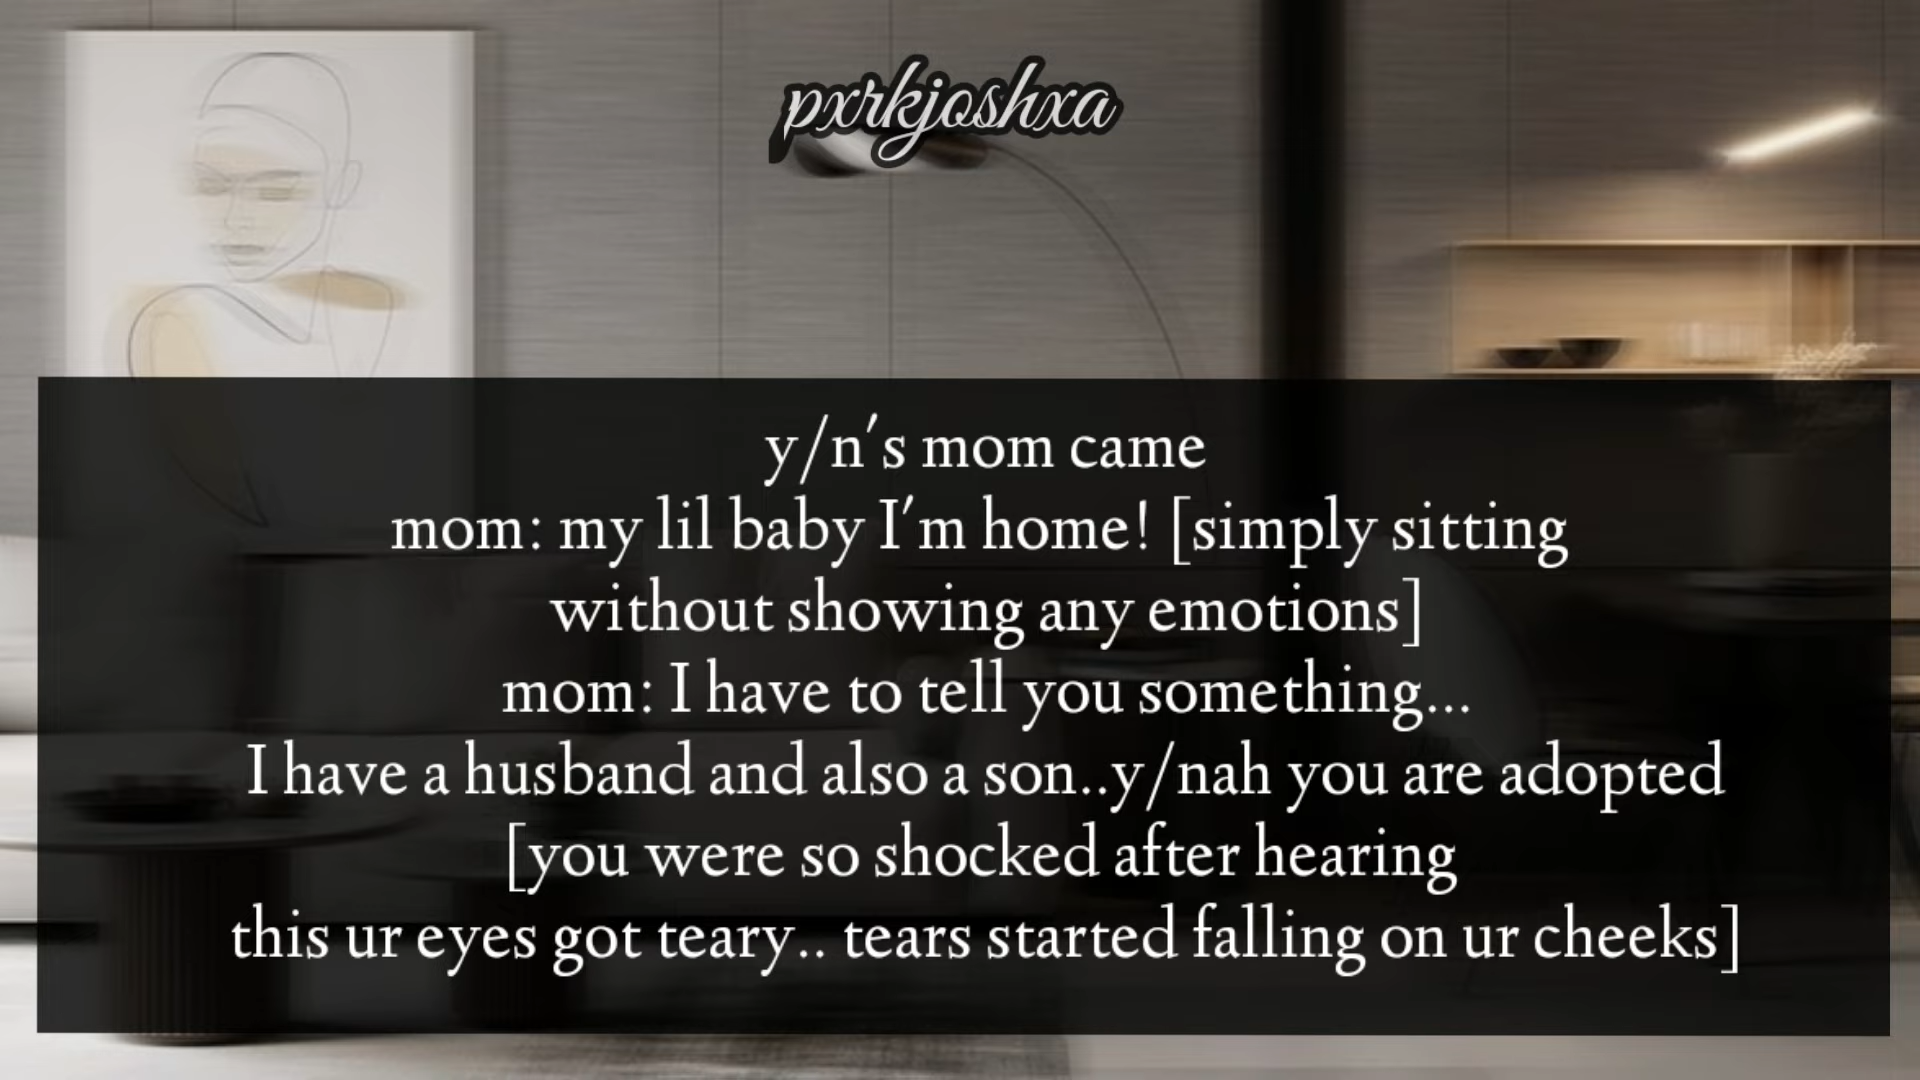 pxrkjoshxa
y/n's mom came
mom: my lil baby I'm home! [simply sitting
without showing any emotions]
mom: I have to tell you something...
I have a husband and also a son..y/nah you are adopted
[you were so shocked after hearing
this ur eyes got teary.. tears started falling on ur cheeks]